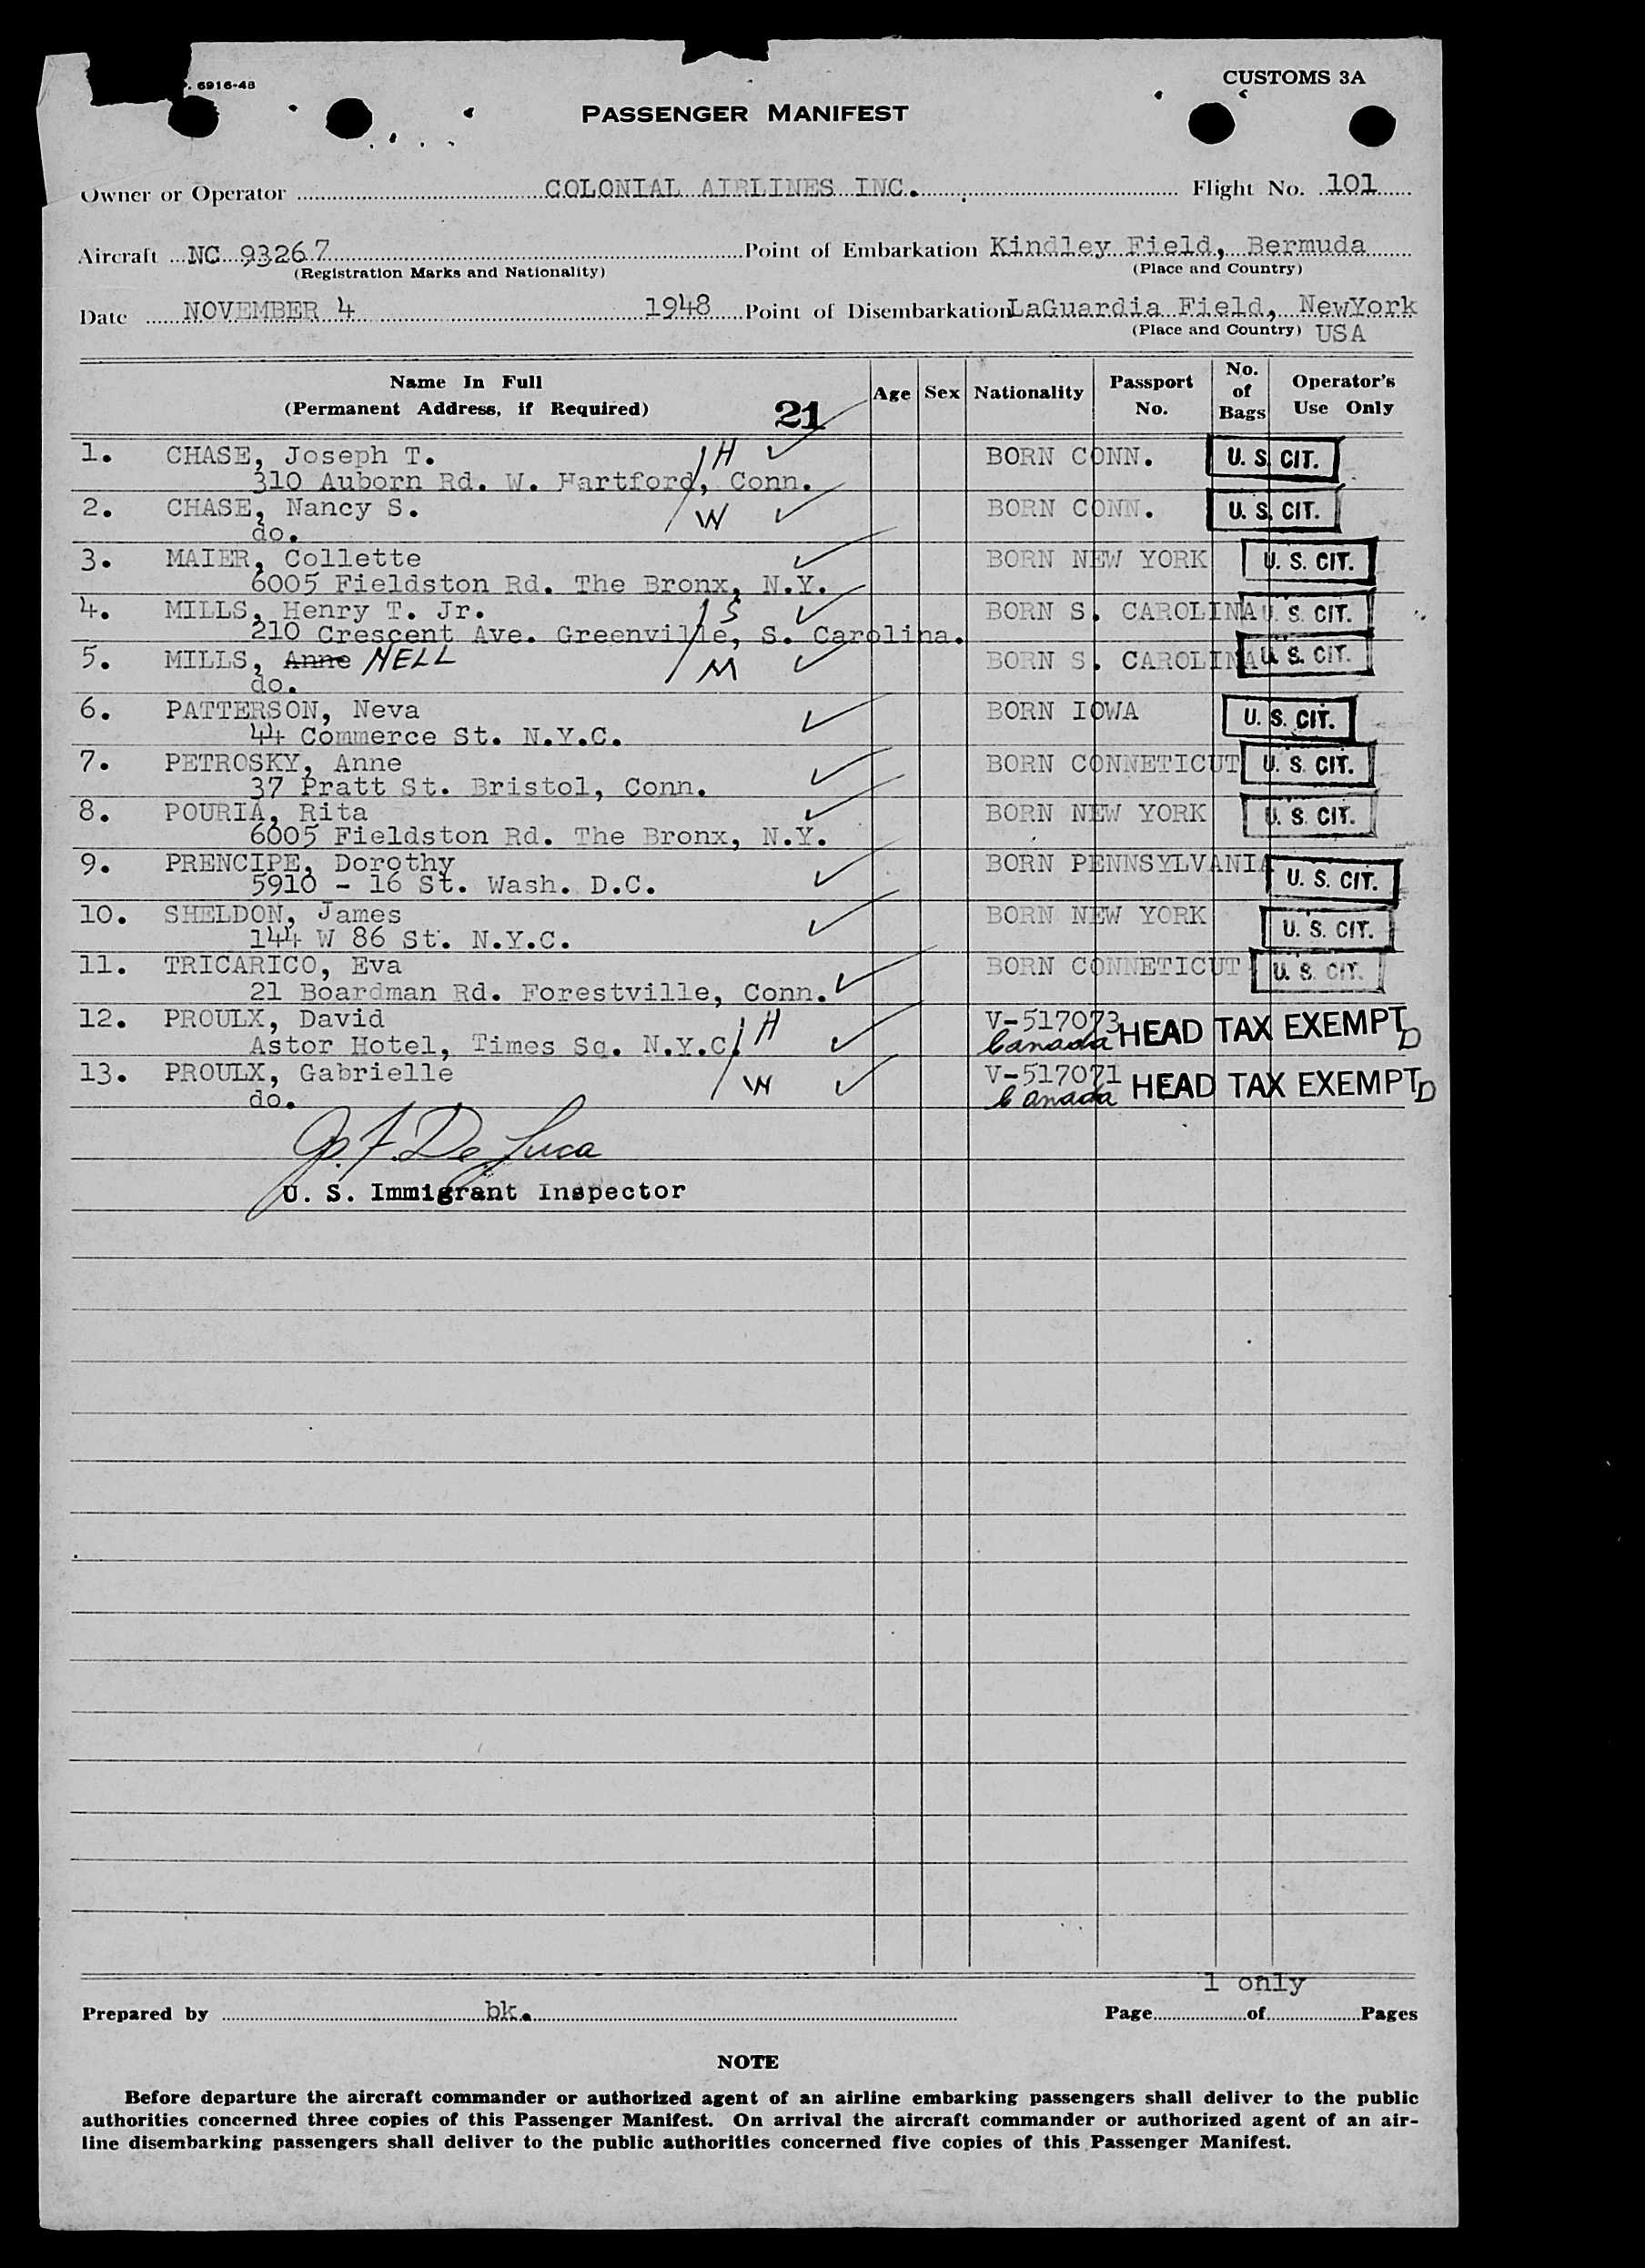 . 6916-48
CUSTOMS 3A
PASSENGER MANIFEST
Owner or Operator COLONIAL AIRLINES INC. Flight No. 101
Aircraft NC 93267 Point of Embarkation Kindley Field, Bermuda
(Registration Marks and Nationality) (Place and Country)
Date NOVEMBER 4 1948 Point of Disembarkation LaGuardia Field, NewYork
(Place and Country) USA
Name In Full (Permanent Address, if Required) 21 Age Sex Nationality Passport No. No. of Bags Operator's Use Only
1. CHASE, Joseph T. / H ✓ BORN CONN. U. S. CIT.
310 Auborn Rd. W. Hartford, Conn.
2. CHASE, Nancy S. / W ✓ BORN CONN. U. S. CIT.
do.
3. MAIER, Collette ✓ BORN NEW YORK U. S. CIT.
6005 Fieldston Rd. The Bronx, N.Y.
4. MILLS, Henry T. Jr. / S ✓ BORN S. CAROLINA U. S. CIT.
210 Crescent Ave. Greenville, S. Carolina.
5. MILLS, Anne NELL / M ✓ BORN S. CAROLINA U. S. CIT.
do.
6. PATTERSON, Neva ✓ BORN IOWA U. S. CIT.
44 Commerce St. N.Y.C.
7. PETROSKY, Anne ✓ BORN CONNETICUT U. S. CIT.
37 Pratt St. Bristol, Conn.
8. POURIA, Rita ✓ BORN NEW YORK U. S. CIT.
6005 Fieldston Rd. The Bronx, N.Y.
9. PRENCIPE, Dorothy ✓ BORN PENNSYLVANIA U. S. CIT.
5910 - 16 St. Wash. D.C.
10. SHELDON, James ✓ BORN NEW YORK U. S. CIT.
144 W 86 St. N.Y.C.
11. TRICARICO, Eva ✓ BORN CONNETICUT U. S. CIT.
21 Boardman Rd. Forestville, Conn.
12. PROULX, David / H ✓ V-517073 HEAD TAX EXEMPT D
Astor Hotel, Times Sq. N.Y.C. Canada
13. PROULX, Gabrielle / W ✓ V-517071 HEAD TAX EXEMPT D
do. Canada
J. F. De Luca
U. S. Immigrant Inspector
1 only
Prepared by bk. Page of Pages
NOTE
Before departure the aircraft commander or authorized agent of an airline embarking passengers shall deliver to the public
authorities concerned three copies of this Passenger Manifest. On arrival the aircraft commander or authorized agent of an air-
line disembarking passengers shall deliver to the public authorities concerned five copies of this Passenger Manifest.